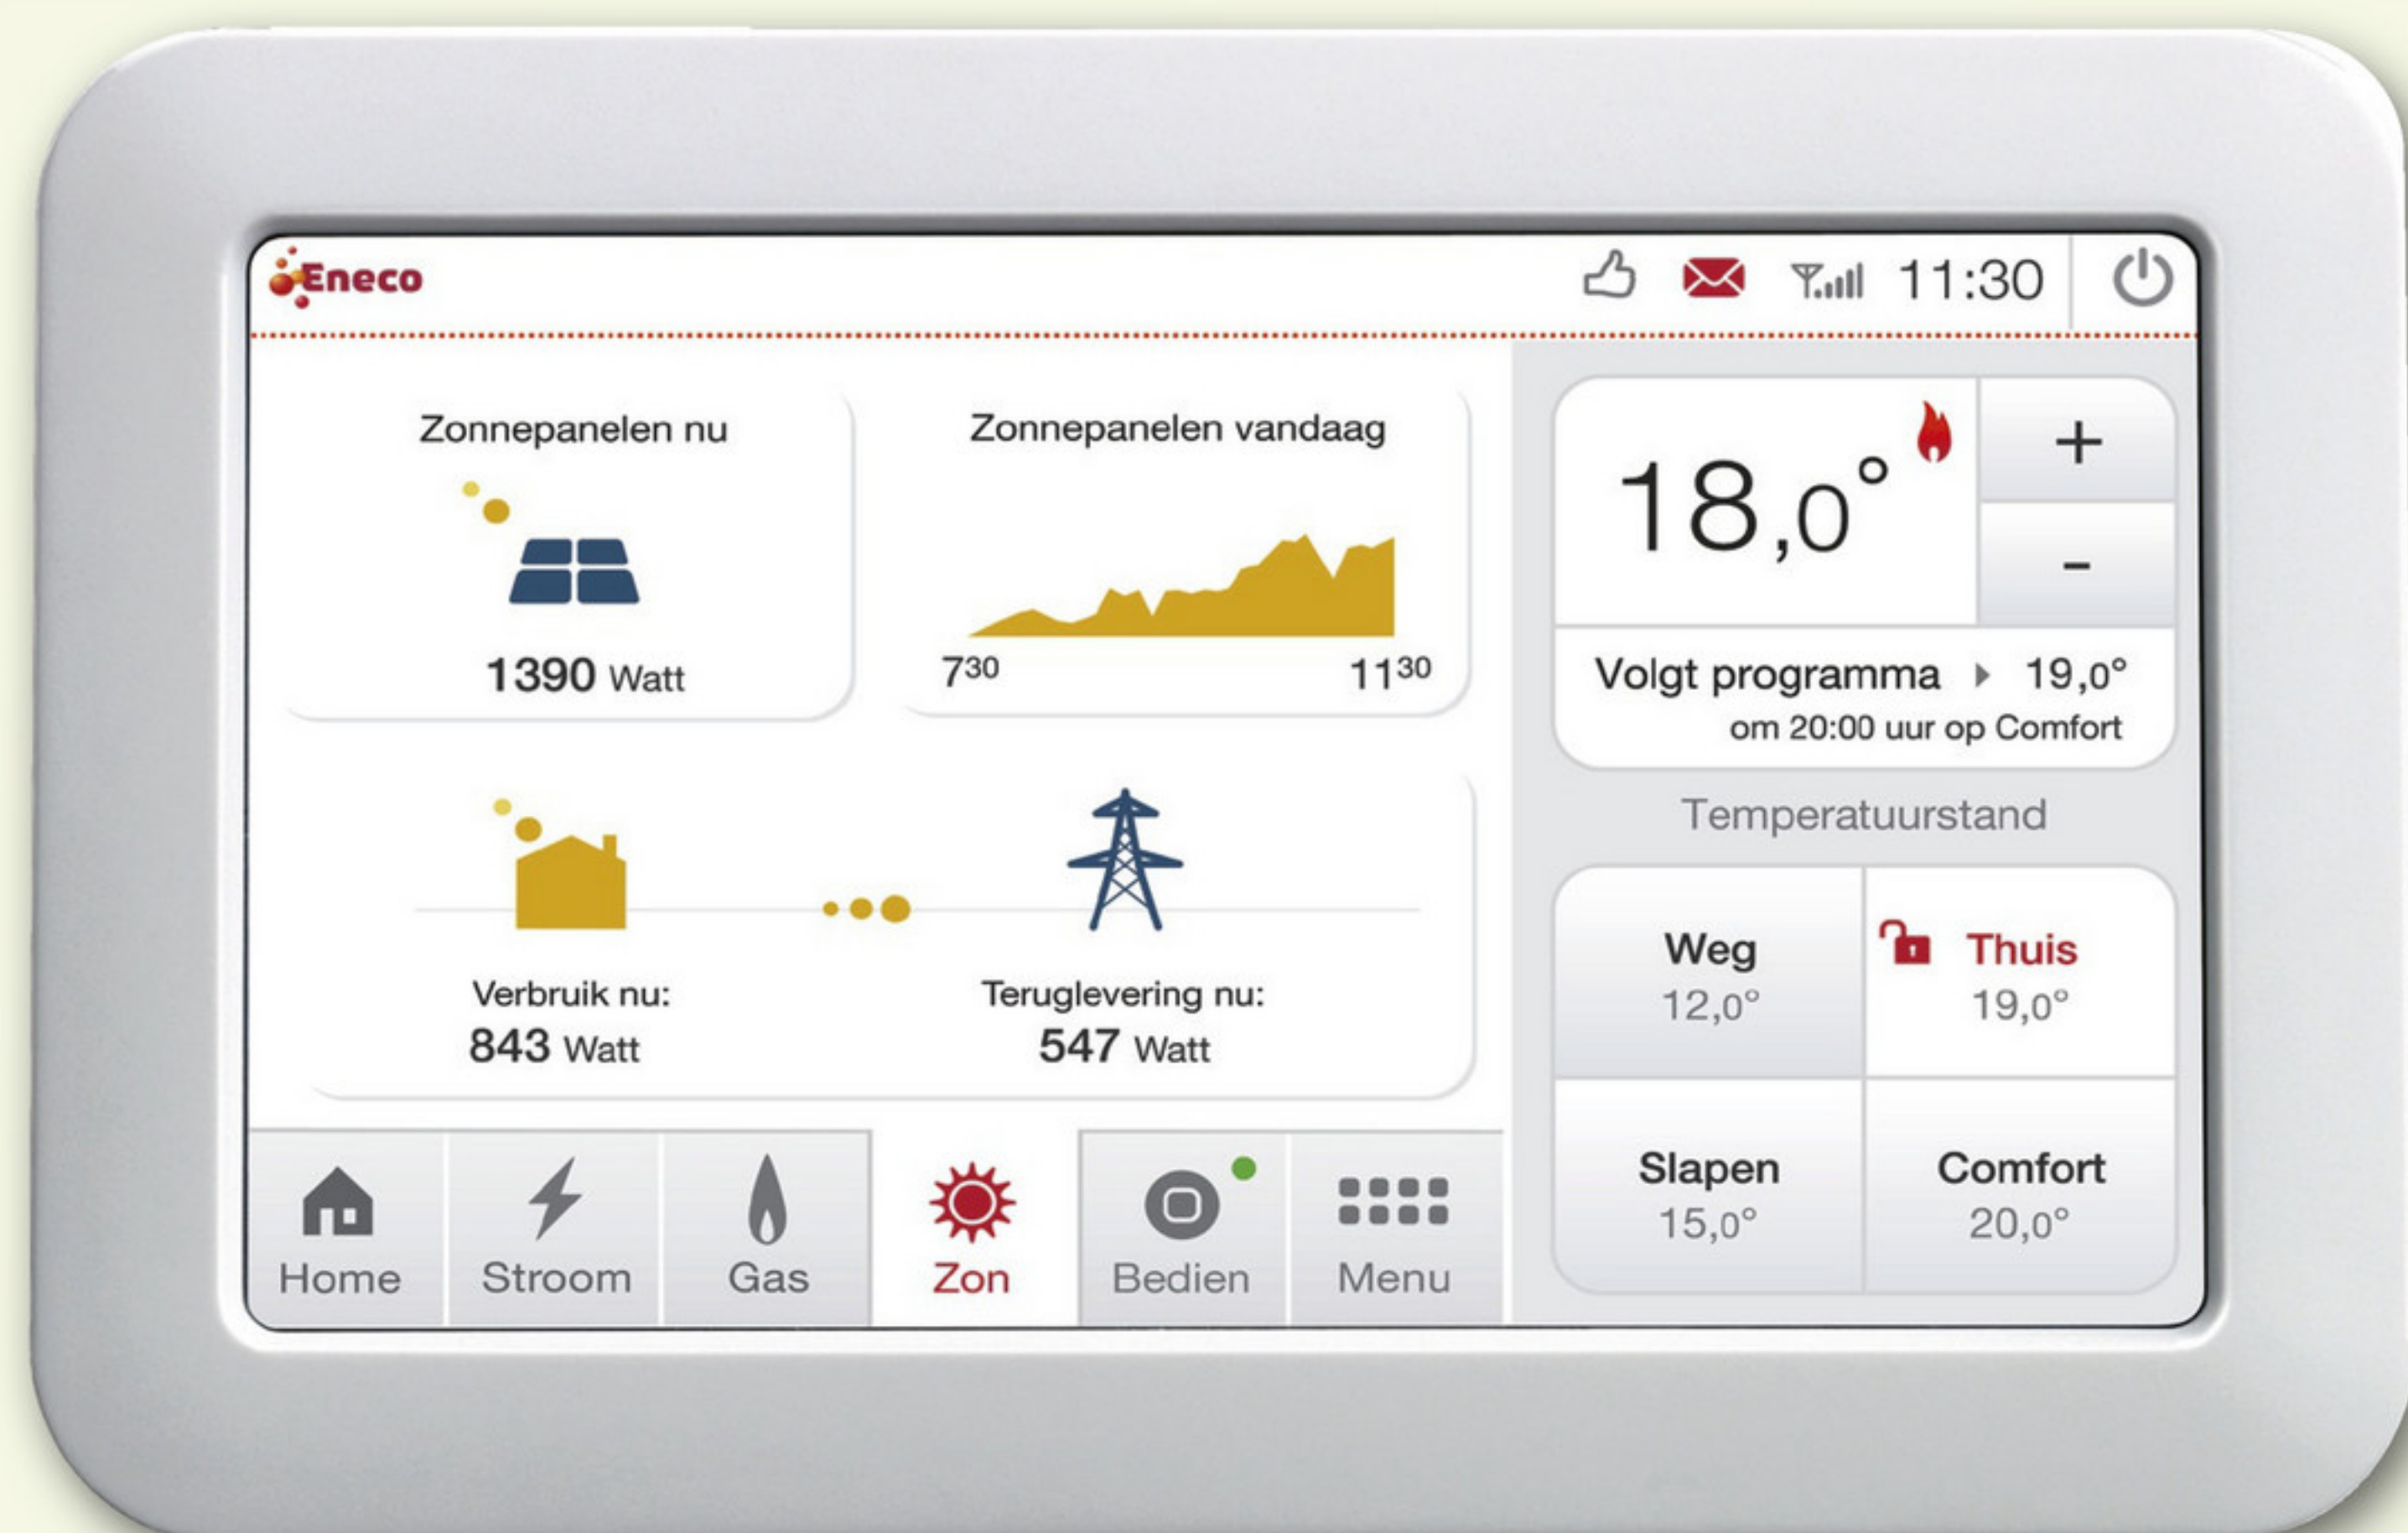 Eneco
11:30
Zonnepanelen nu
1390 Watt
Zonnepanelen vandaag
7³⁰ 11³⁰
Verbruik nu:
843 Watt
Teruglevering nu:
547 Watt
18,0°
+
-
Volgt programma 19,0°
om 20:00 uur op Comfort
Temperatuurstand
Weg
12,0°
Thuis
19,0°
Slapen
15,0°
Comfort
20,0°
Home
Stroom
Gas
Zon
Bedien
Menu